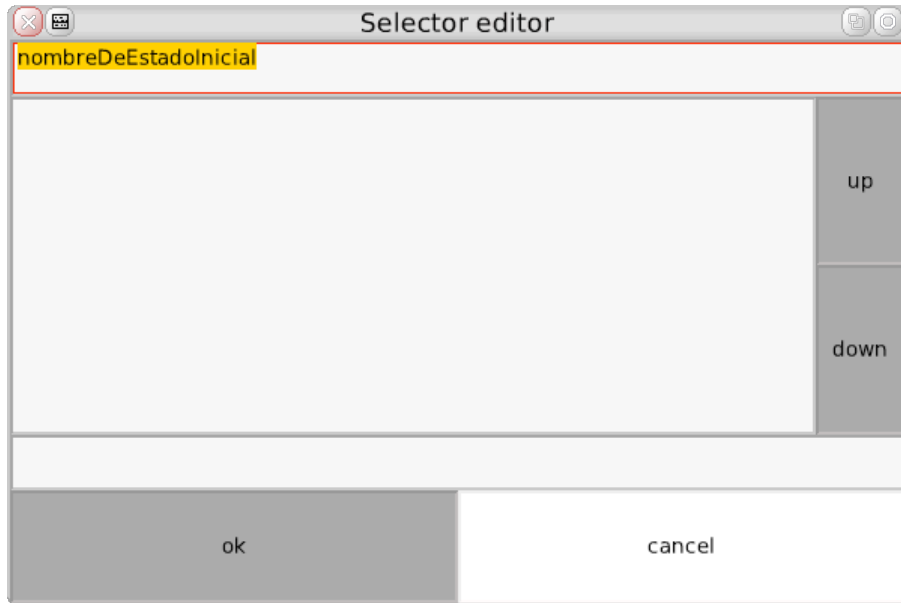 Selector editor
nombreDeEstadoInicial
up
down
ok
cancel